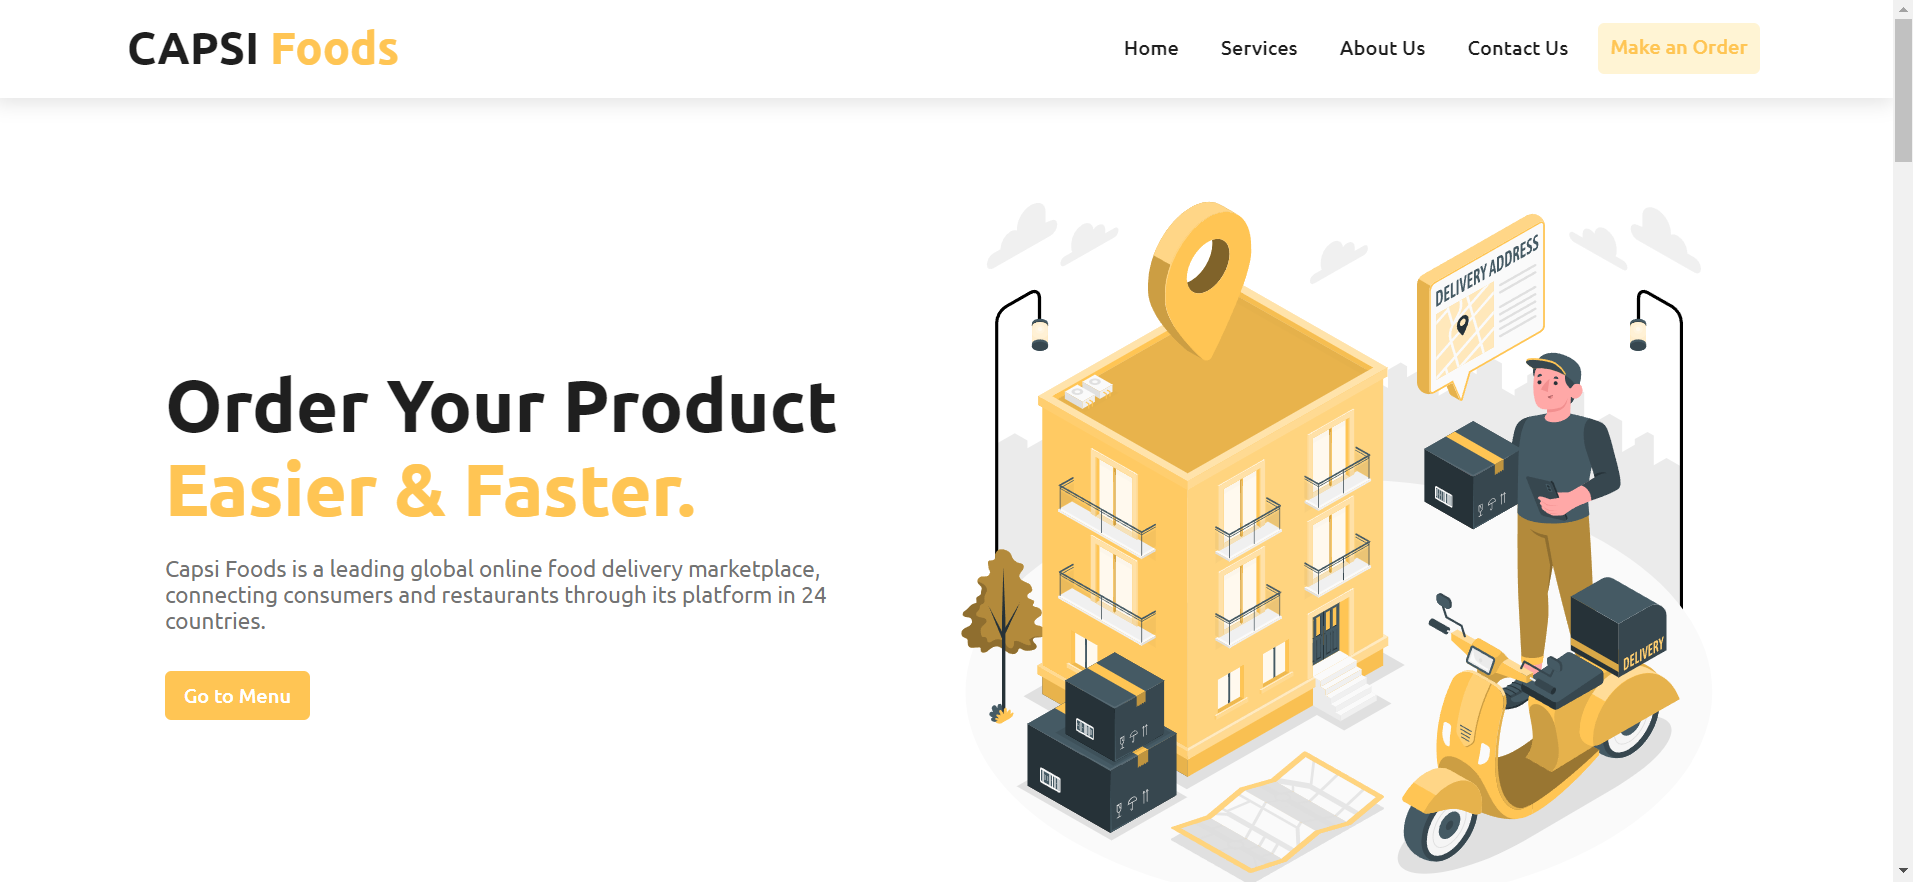 CAPSI Foods
Home Services About Us Contact Us Make an Order
DELIVERY ADDRESS
Order Your Product
Easier & Faster.
Capsi Foods is a leading global online food delivery marketplace,
connecting consumers and restaurants through its platform in 24
countries.
Go to Menu
DELIVERY